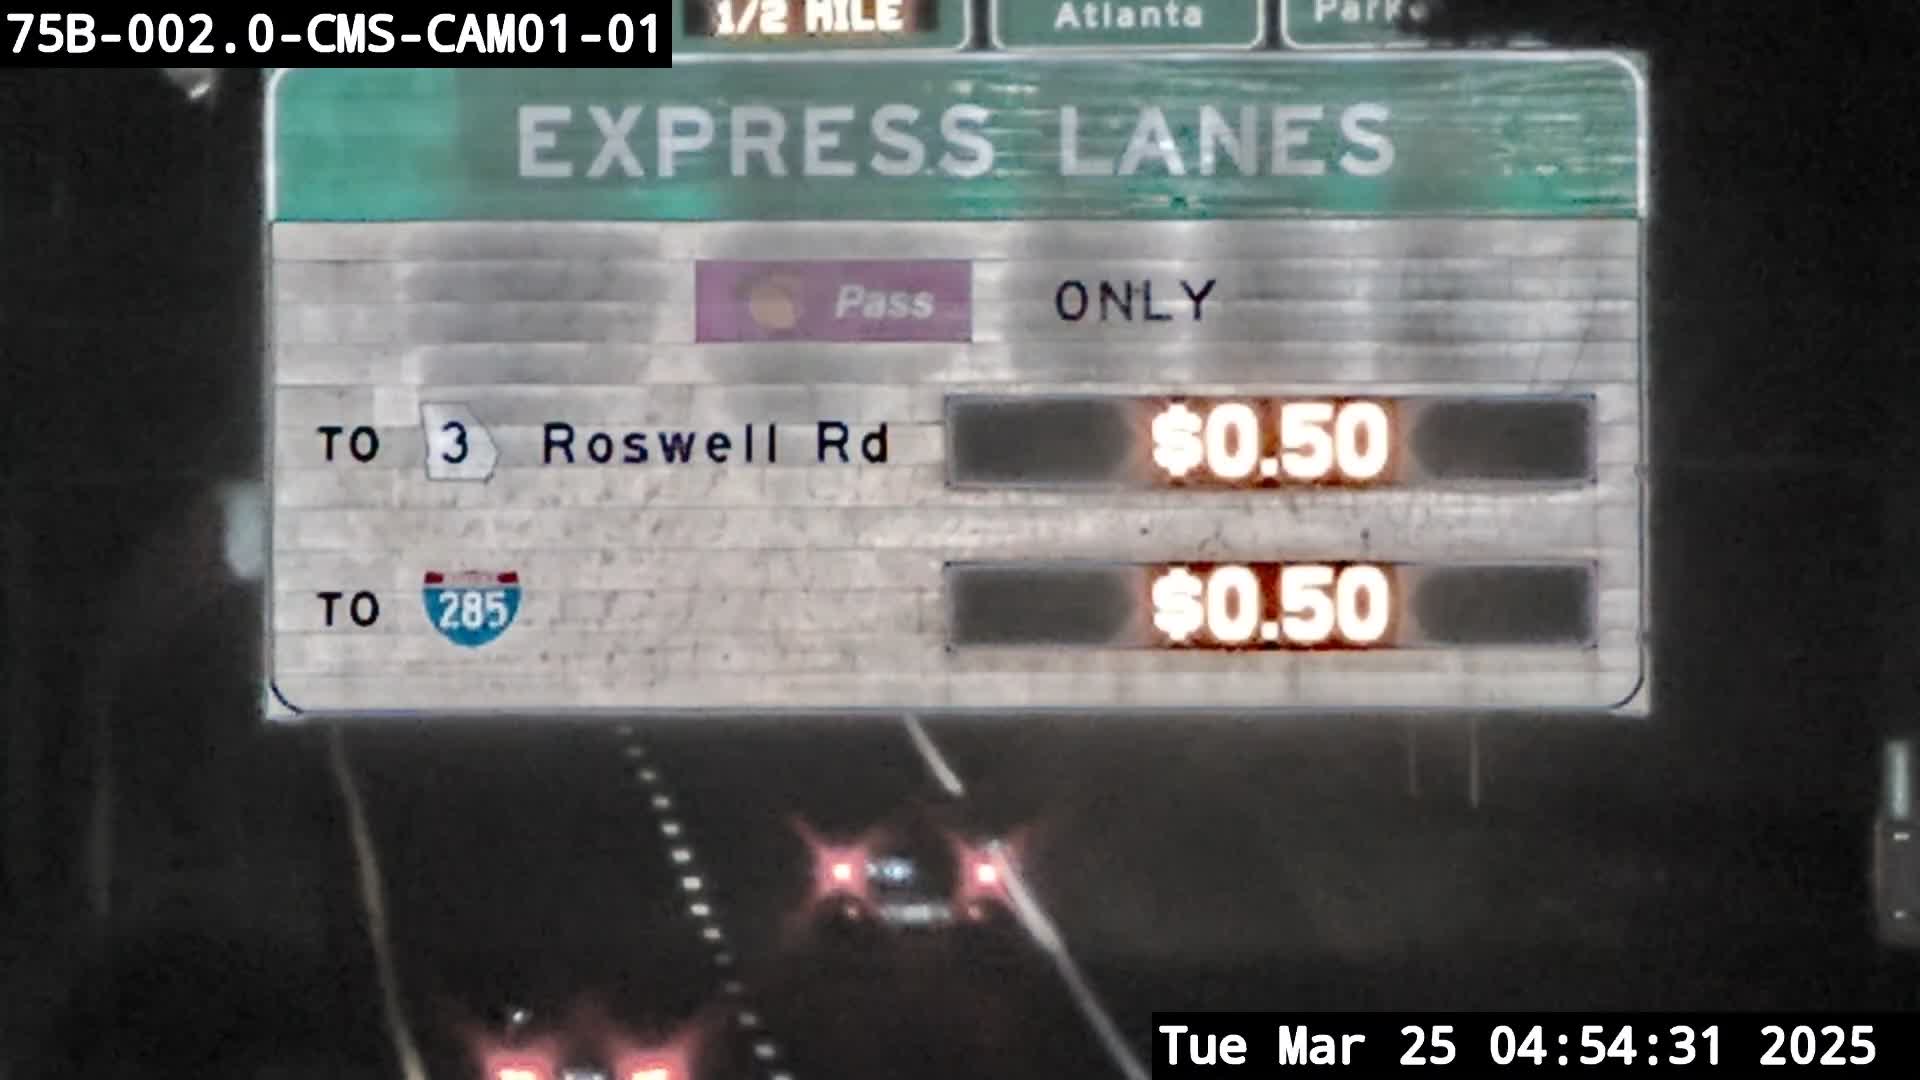 75B-002.0-CMS-CAM01-01
1/2 MILE
Atlanta
EXPRESS LANES
Pass ONLY
TO 3 Roswell Rd $0.50
TO 285 $0.50
Tue Mar 25 04:54:31 2025